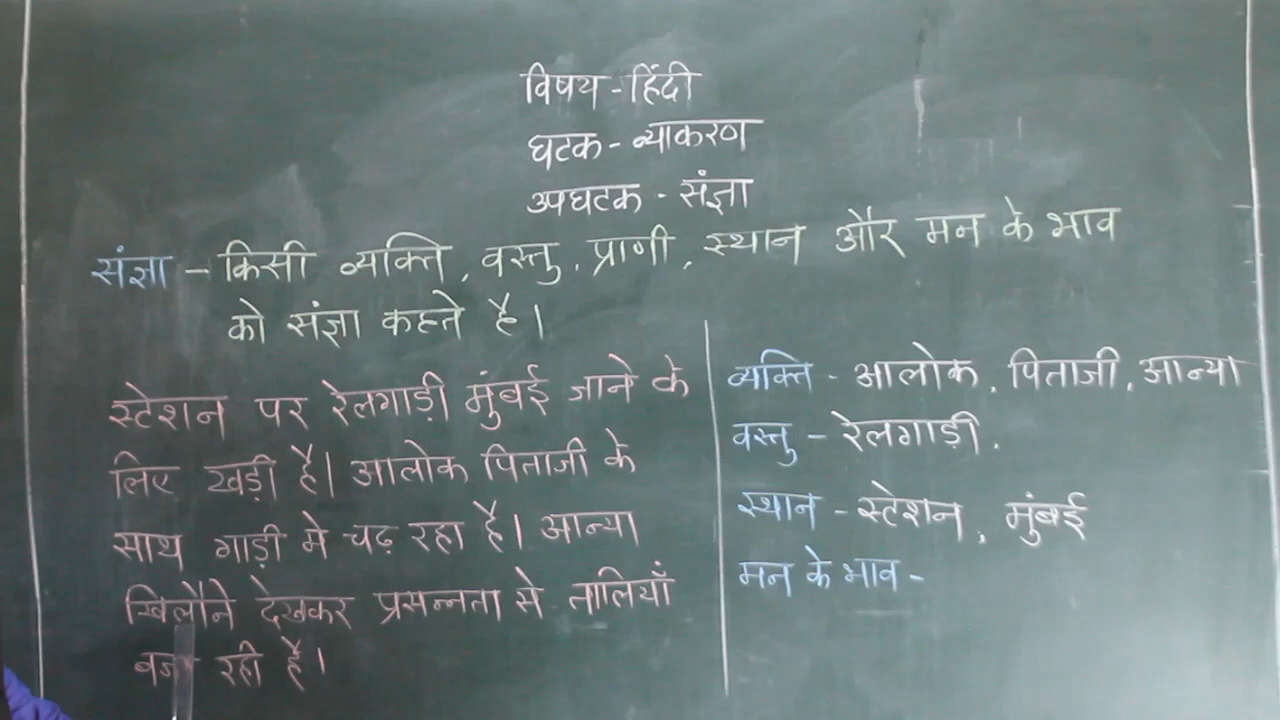 विषय - हिंदी
घटक - व्याकरण
उपघटक - संज्ञा
संज्ञा - किसी व्यक्ति, वस्तु, प्राणी, स्थान और मन के भाव
को संज्ञा कहते है।
स्टेशन पर रेलगाड़ी मुंबई जाने के
लिए खड़ी है। आलोक पिताजी के
साथ गाड़ी मे चढ़ रहा है। आन्या
खिलौने देखकर प्रसन्नता से तालियाँ
रही है।
व्यक्ति - आलोक, पिताजी, आन्या
वस्तु - रेलगाड़ी,
स्थान - स्टेशन, मुंबई
मन के भाव -